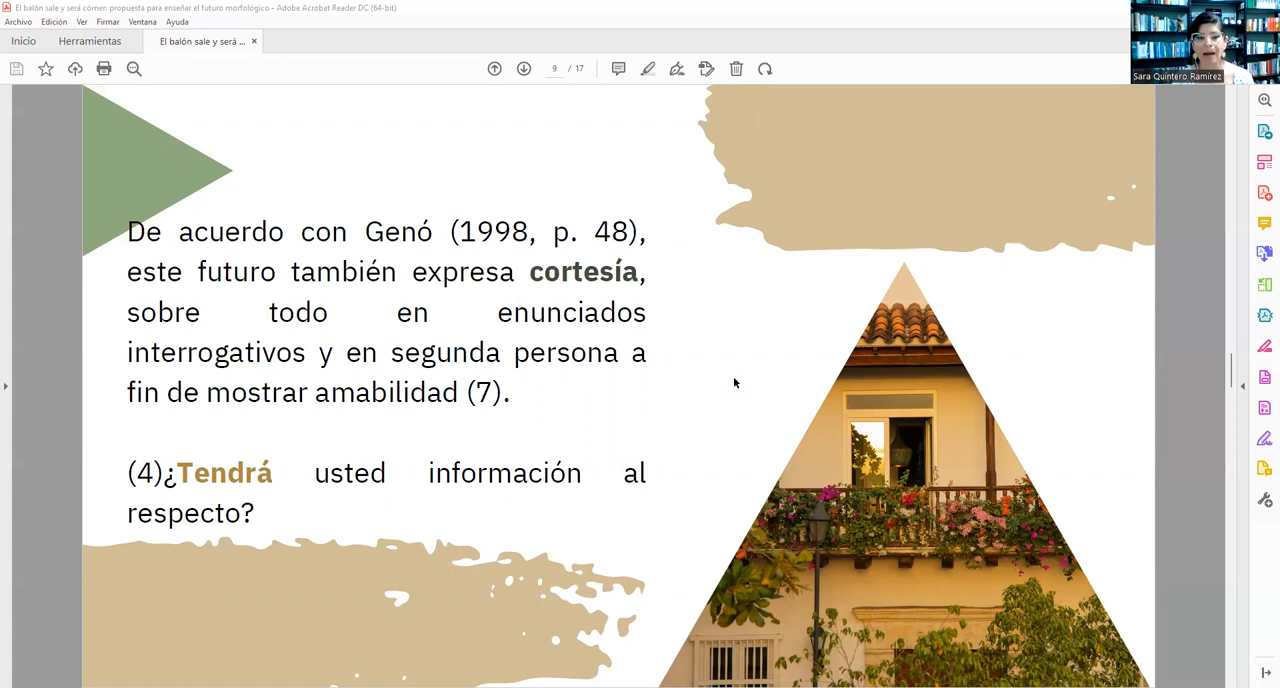 El balón sale y será córner: propuesta para enseñar el futuro morfológico - Adobe Acrobat Reader DC (64-bit)
Archivo Edición Ver Firmar Ventana Ayuda
Inicio Herramientas El balón sale y será ... ×
9 / 17
Sara Quintero Ramírez
De acuerdo con Genó (1998, p. 48),
este futuro también expresa cortesía,
sobre todo en enunciados
interrogativos y en segunda persona a
fin de mostrar amabilidad (7).
(4)¿Tendrá usted información al
respecto?